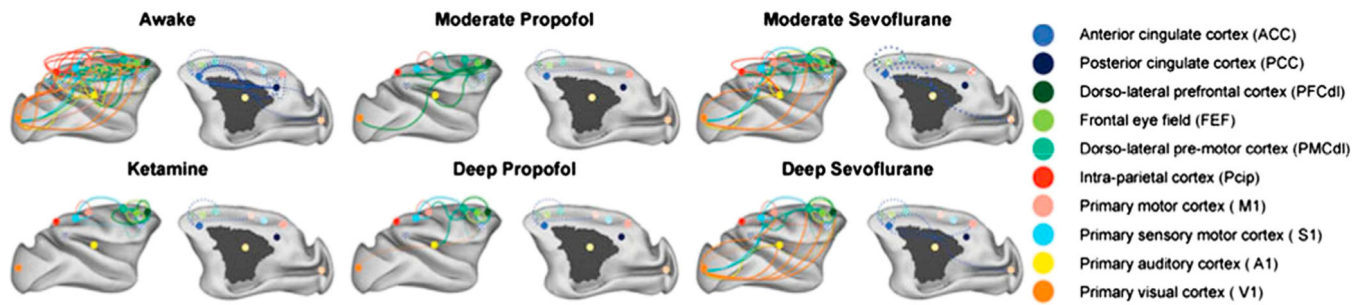 Awake
Moderate Propofol
Moderate Sevoflurane
Ketamine
Deep Propofol
Deep Sevoflurane
Anterior cingulate cortex (ACC)
Posterior cingulate cortex (PCC)
Dorso-lateral prefrontal cortex (PFCdl)
Frontal eye field (FEF)
Dorso-lateral pre-motor cortex (PMCdl)
Intra-parietal cortex (Pcip)
Primary motor cortex ( M1)
Primary sensory motor cortex ( S1)
Primary auditory cortex ( A1)
Primary visual cortex ( V1)